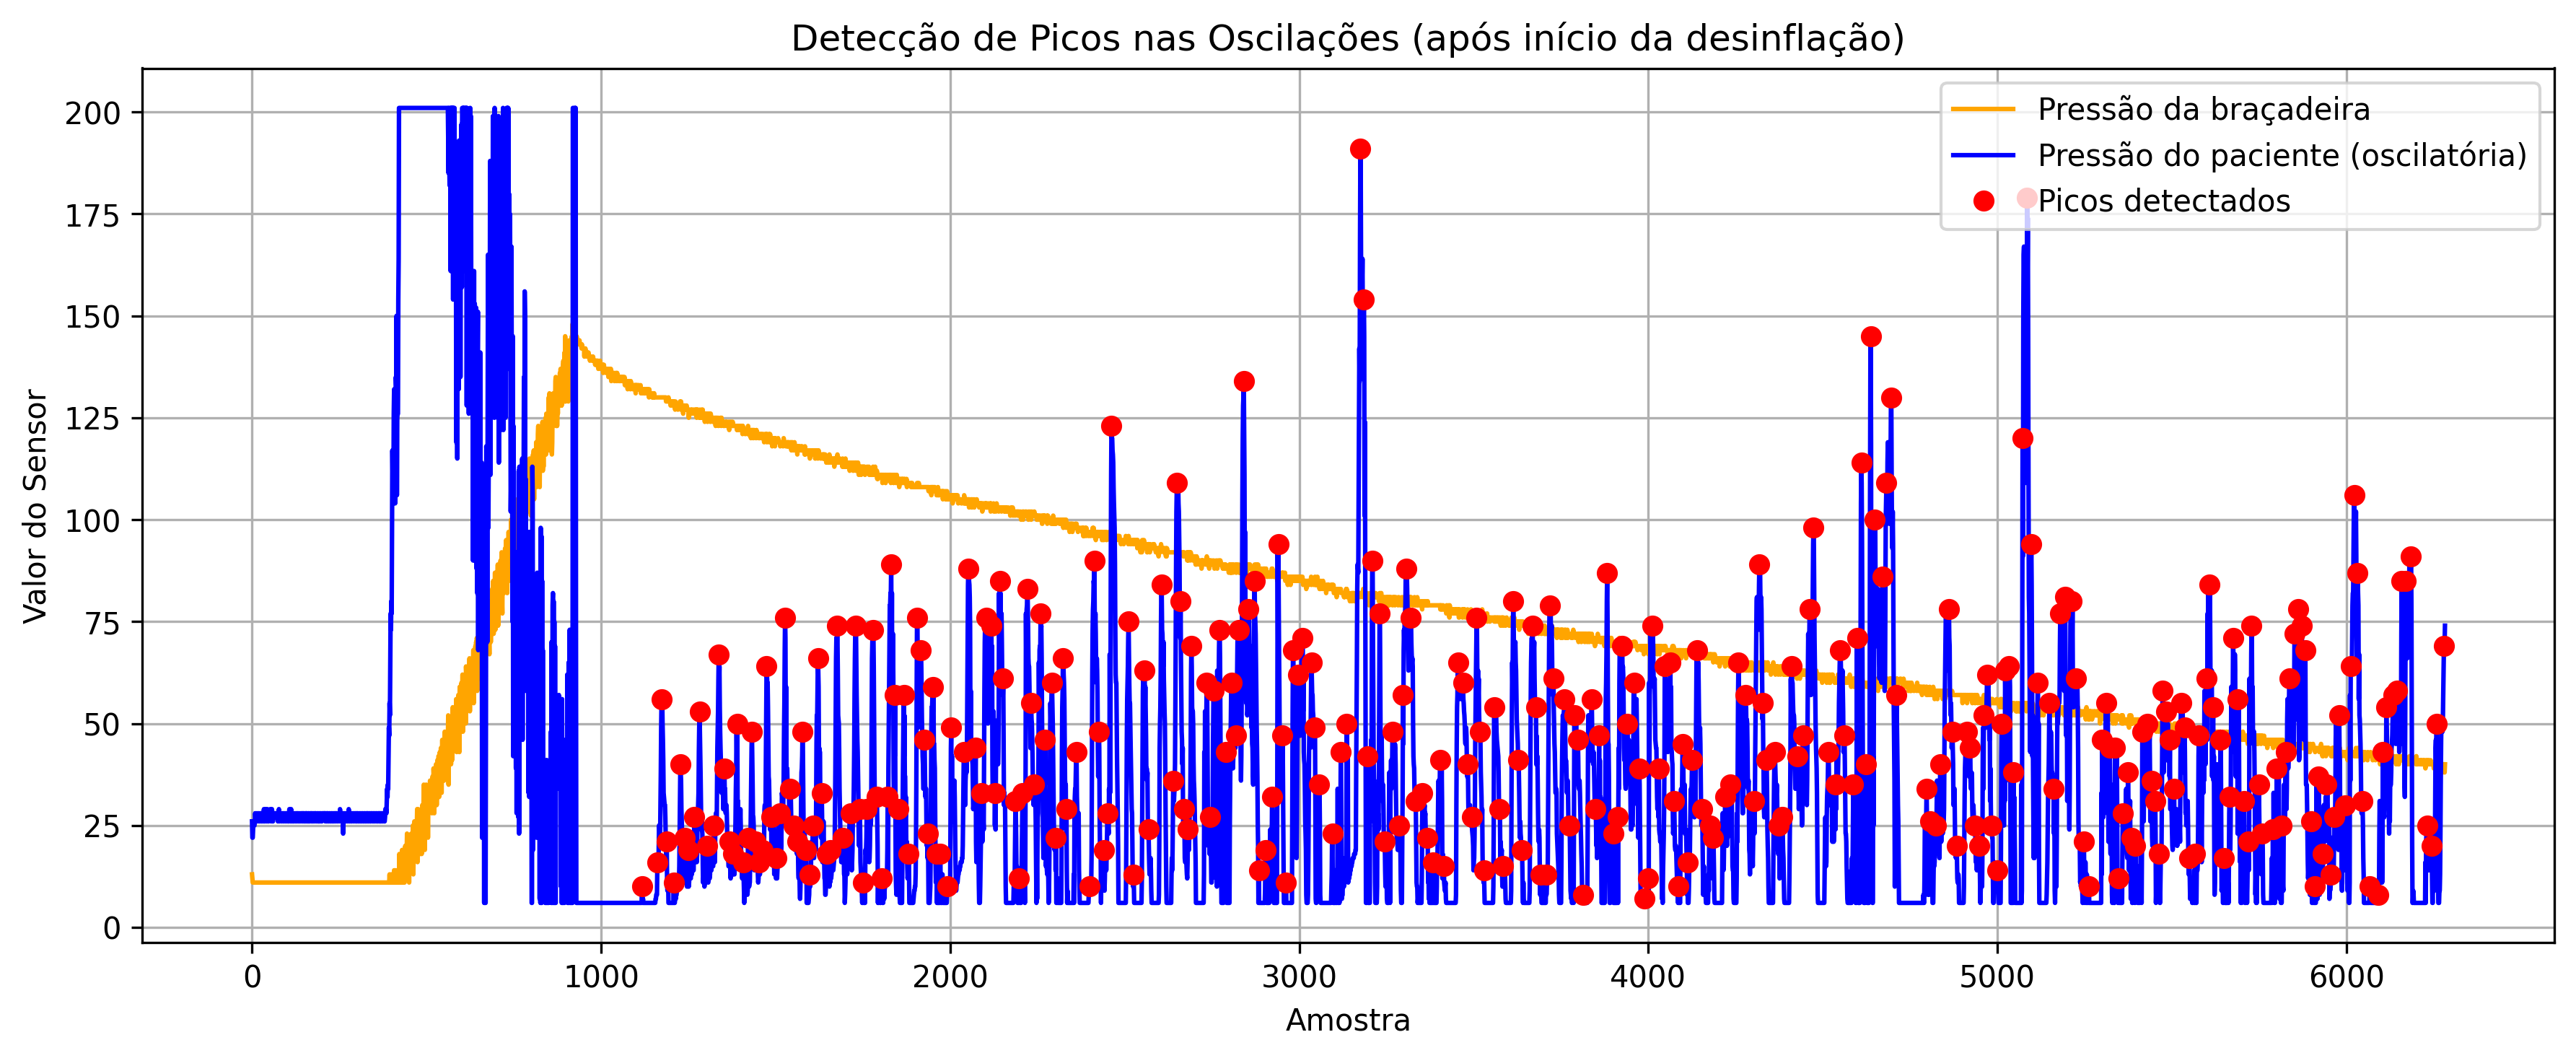 Detecção de Picos nas Oscilações (após início da desinflação)
Pressão da braçadeira
Pressão do paciente (oscilatória)
Picos detectados
Valor do Sensor
200
175
150
125
100
75
50
25
0
0 1000 2000 3000 4000 5000 6000
Amostra